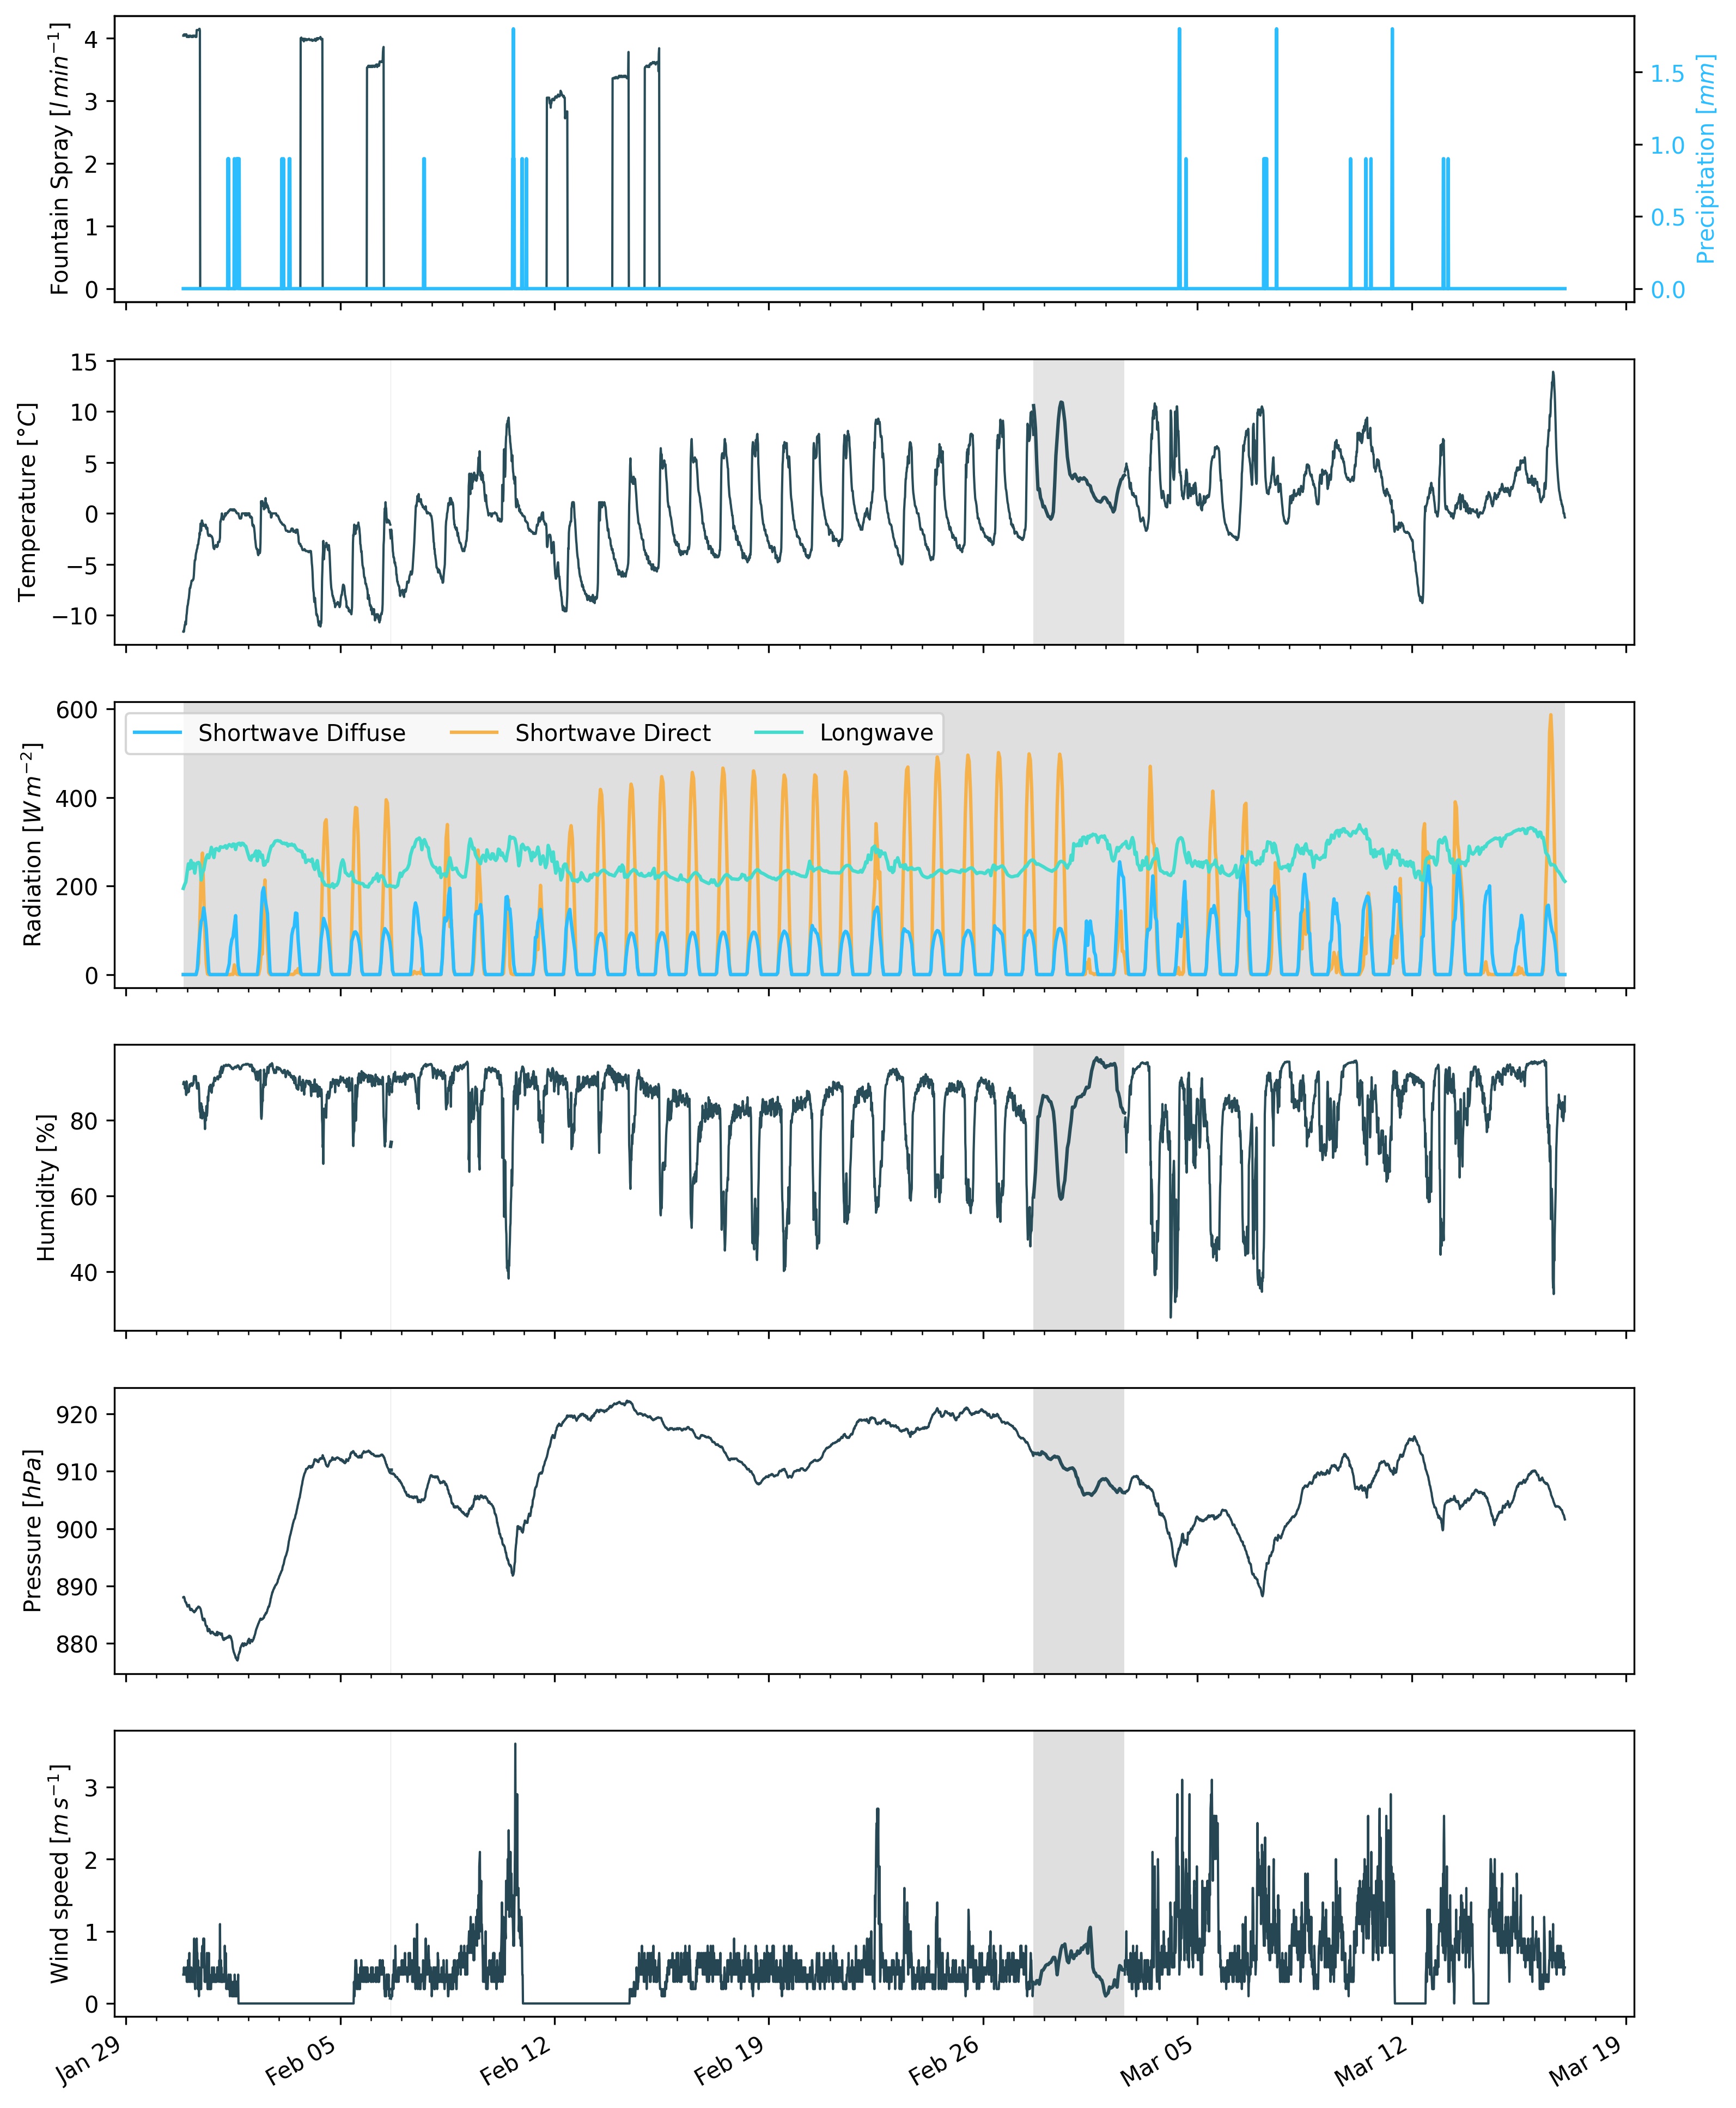 Fountain Spray [l min⁻¹]
4
3
2
1
0
Precipitation [mm]
1.5
1.0
0.5
0.0
Temperature [°C]
15
10
5
0
−5
−10
Radiation [W m⁻²]
600
400
200
0
Shortwave Diffuse
Shortwave Direct
Longwave
Humidity [%]
80
60
40
Pressure [hPa]
920
910
900
890
880
Wind speed [m s⁻¹]
3
2
1
0
Jan 29
Feb 05
Feb 12
Feb 19
Feb 26
Mar 05
Mar 12
Mar 19